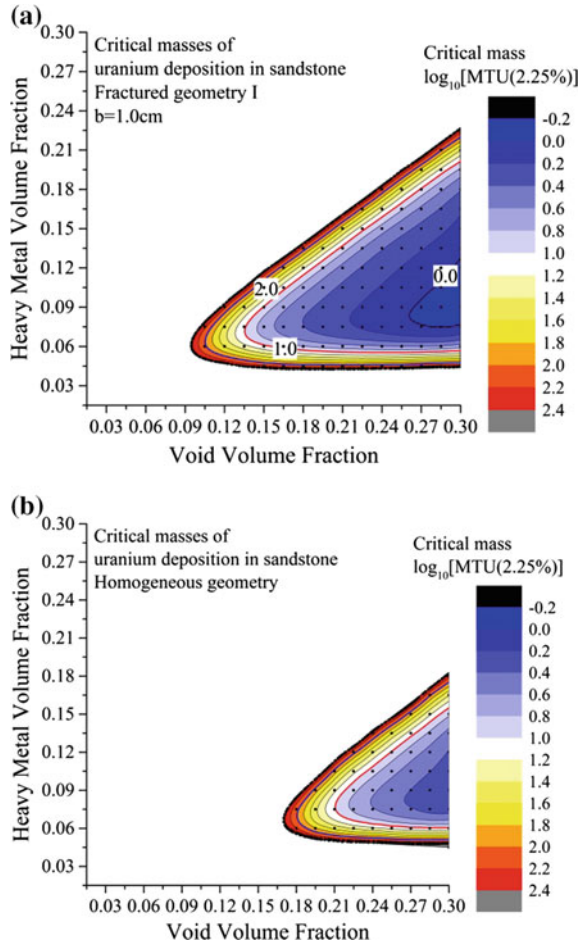 (a)
Critical masses of
uranium deposition in sandstone
Fractured geometry I
b=1.0cm
Critical mass
log10[MTU(2.25%)]
Heavy Metal Volume Fraction
0.30
0.27
0.24
0.21
0.18
0.15
0.12
0.09
0.06
0.03
2.0
1.0
0.0
-0.2
0.0
0.2
0.4
0.6
0.8
1.0
1.2
1.4
1.6
1.8
2.0
2.2
2.4
0.03 0.06 0.09 0.12 0.15 0.18 0.21 0.24 0.27 0.30
Void Volume Fraction
(b)
Critical masses of
uranium deposition in sandstone
Homogeneous geometry
Critical mass
log10[MTU(2.25%)]
Heavy Metal Volume Fraction
0.30
0.27
0.24
0.21
0.18
0.15
0.12
0.09
0.06
0.03
-0.2
0.0
0.2
0.4
0.6
0.8
1.0
1.2
1.4
1.6
1.8
2.0
2.2
2.4
0.03 0.06 0.09 0.12 0.15 0.18 0.21 0.24 0.27 0.30
Void Volume Fraction